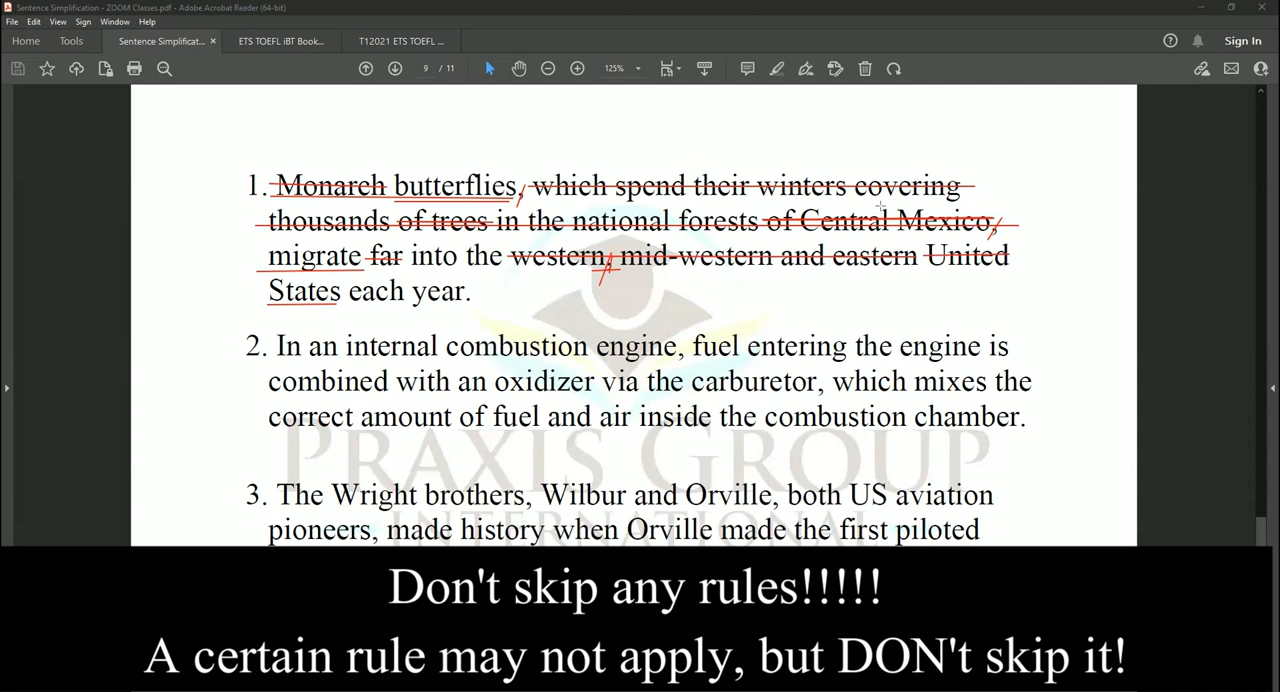 Sentence Simplification - ZOOM Classes.pdf - Adobe Acrobat Reader (64-bit)
File Edit View Sign Window Help
Home Tools Sentence Simplificat... × ETS TOEFL iBT Book... T12021 ETS TOEFL ... Sign In
9 / 11 125%
1. Monarch butterflies, which spend their winters covering
thousands of trees in the national forests of Central Mexico,
migrate far into the western, mid-western and eastern United
States each year.
2. In an internal combustion engine, fuel entering the engine is
combined with an oxidizer via the carburetor, which mixes the
correct amount of fuel and air inside the combustion chamber.
PRAXIS GROUP
3. The Wright brothers, Wilbur and Orville, both US aviation
INTERNATIONAL
pioneers, made history when Orville made the first piloted
Don't skip any rules!!!!!
A certain rule may not apply, but DON't skip it!